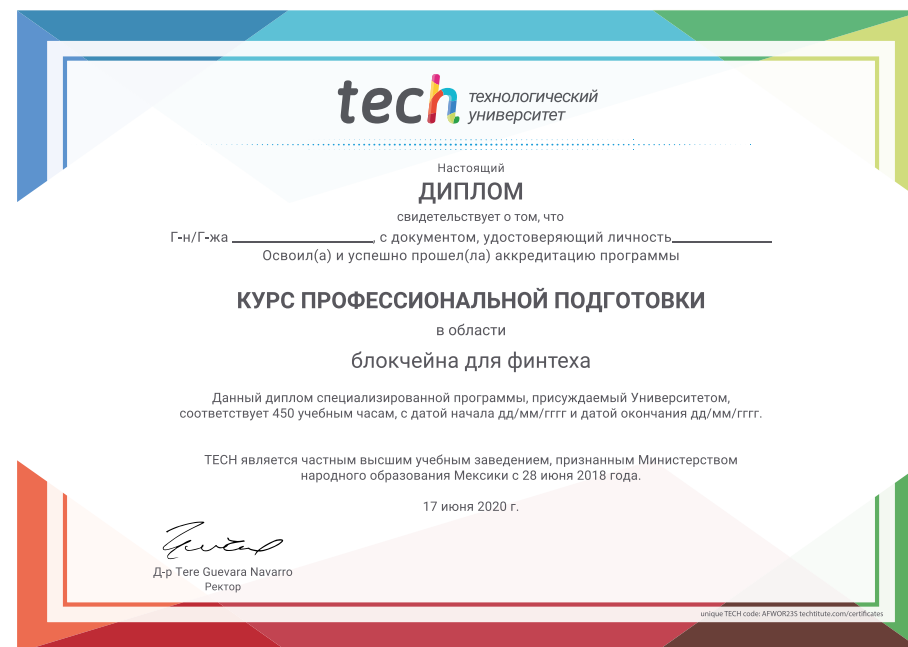 tech технологический
университет
Настоящий
ДИПЛОМ
свидетельствует о том, что
Г-н/Г-жа ____________________, с документом, удостоверяющий личность______________
Освоил(а) и успешно прошел(ла) аккредитацию программы
КУРС ПРОФЕССИОНАЛЬНОЙ ПОДГОТОВКИ
в области
блокчейна для финтеха
Данный диплом специализированной программы, присуждаемый Университетом,
соответствует 450 учебным часам, с датой начала дд/мм/гггг и датой окончания дд/мм/гггг.
TECH является частным высшим учебным заведением, признанным Министерством
народного образования Мексики с 28 июня 2018 года.
17 июня 2020 г.
Д-р Tere Guevara Navarro
Ректор
unique TECH code: AFWOR23S techtitute.com/certificates